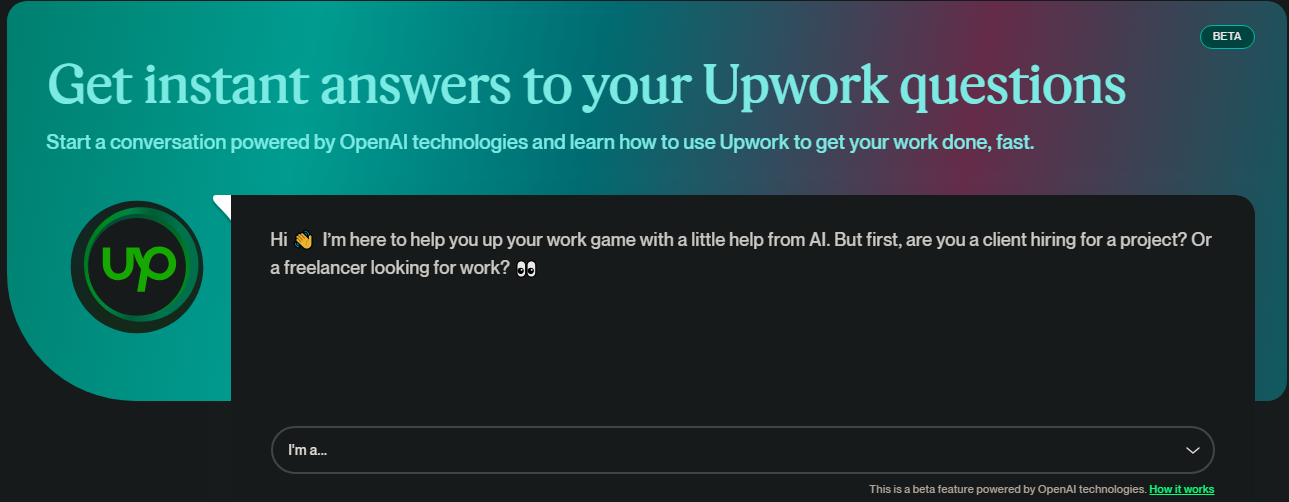 BETA
Get instant answers to your Upwork questions
Start a conversation powered by OpenAI technologies and learn how to use Upwork to get your work done, fast.
up
Hi 👋 I'm here to help you up your work game with a little help from AI. But first, are you a client hiring for a project? Or
a freelancer looking for work? 👀
I'm a...
This is a beta feature powered by OpenAI technologies. How it works